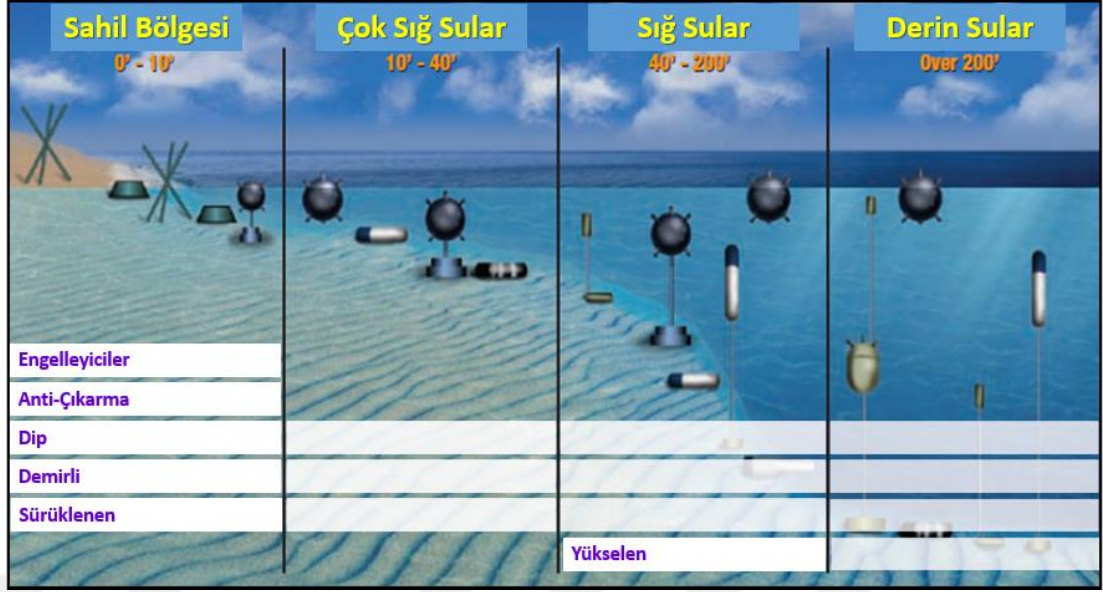 Sahil Bölgesi
0' - 10'
Çok Sığ Sular
10' - 40'
Sığ Sular
40' - 200'
Derin Sular
Over 200'
Engelleyiciler
Anti-Çıkarma
Dip
Demirli
Sürüklenen
Yükselen